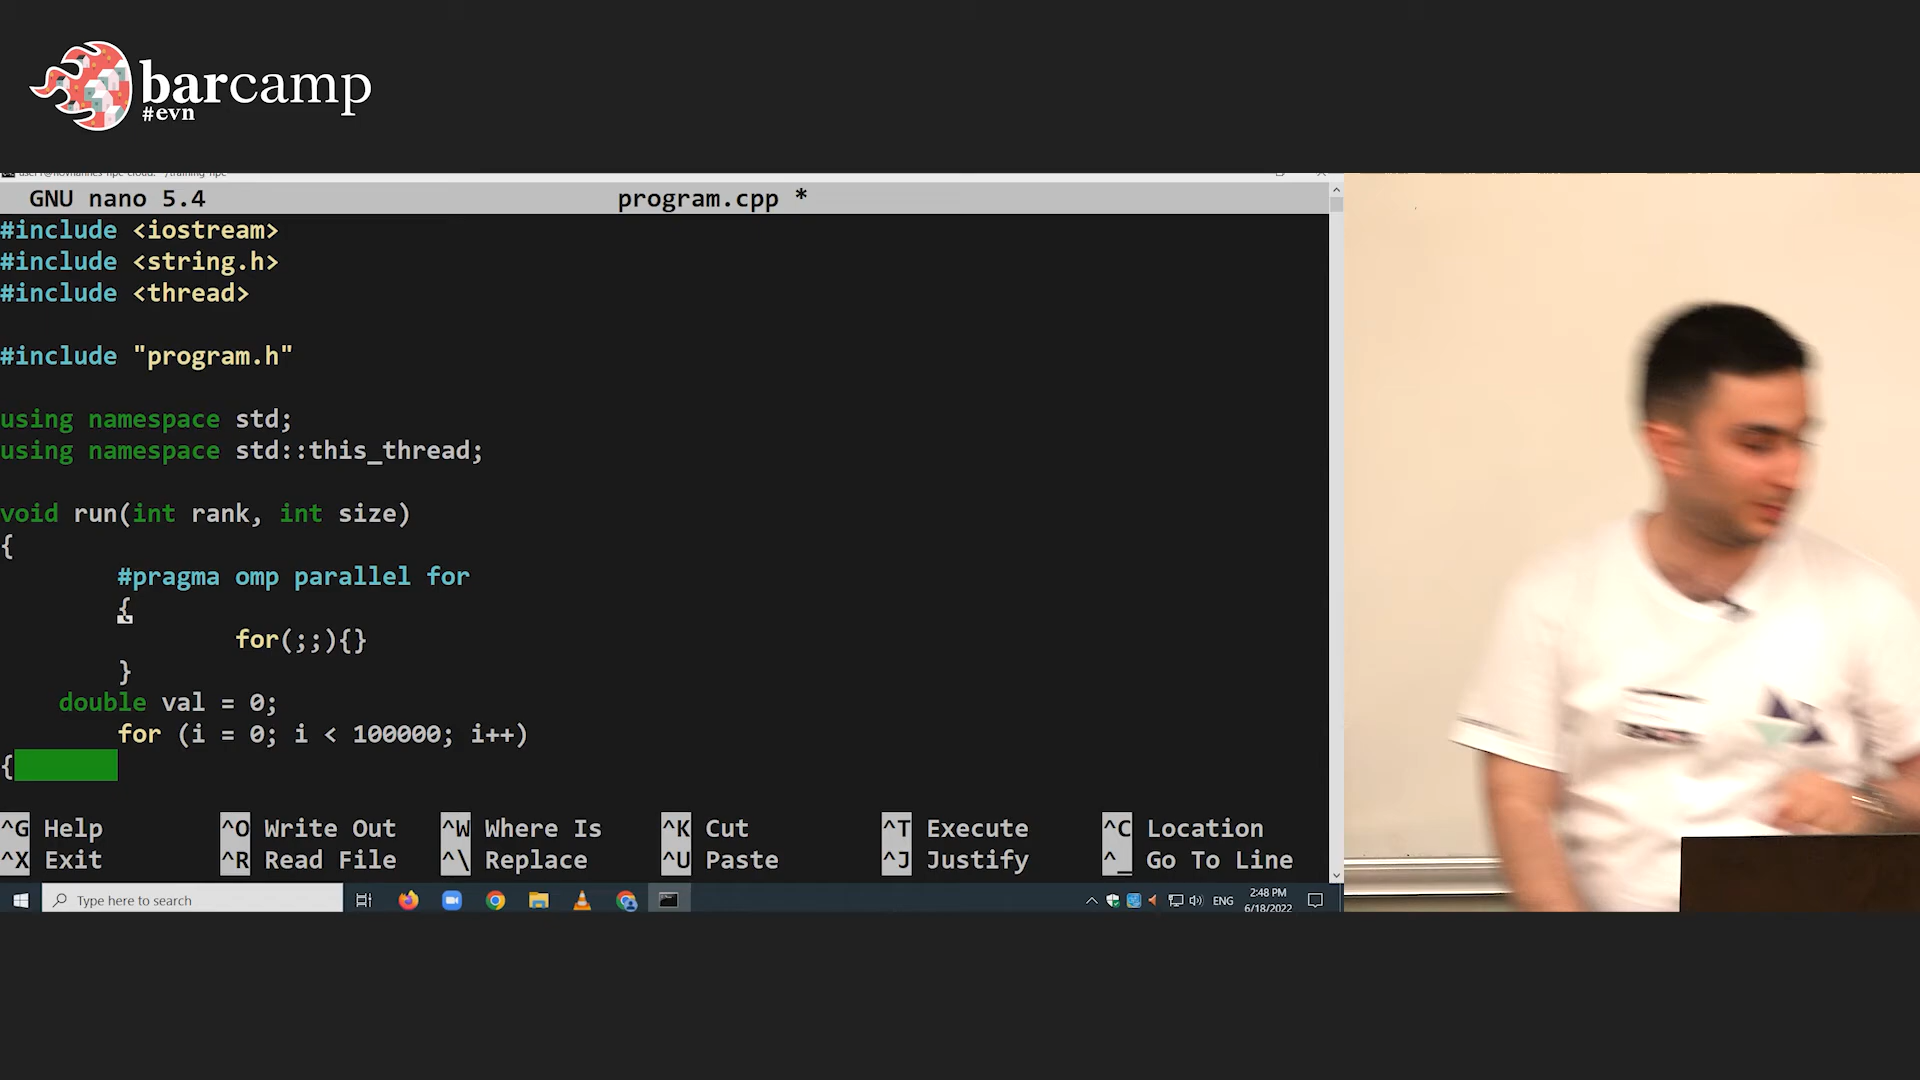 barcamp
#evn
GNU nano 5.4 program.cpp *
#include <iostream>
#include <string.h>
#include <thread>
#include "program.h"
using namespace std;
using namespace std::this_thread;
void run(int rank, int size)
{
#pragma omp parallel for
{
for(;;){}
}
double val = 0;
for (i = 0; i < 100000; i++)
{
^G Help ^O Write Out ^W Where Is ^K Cut ^T Execute ^C Location
^X Exit ^R Read File ^\ Replace ^U Paste ^J Justify ^_ Go To Line
Type here to search
ENG
2:48 PM
6/18/2022